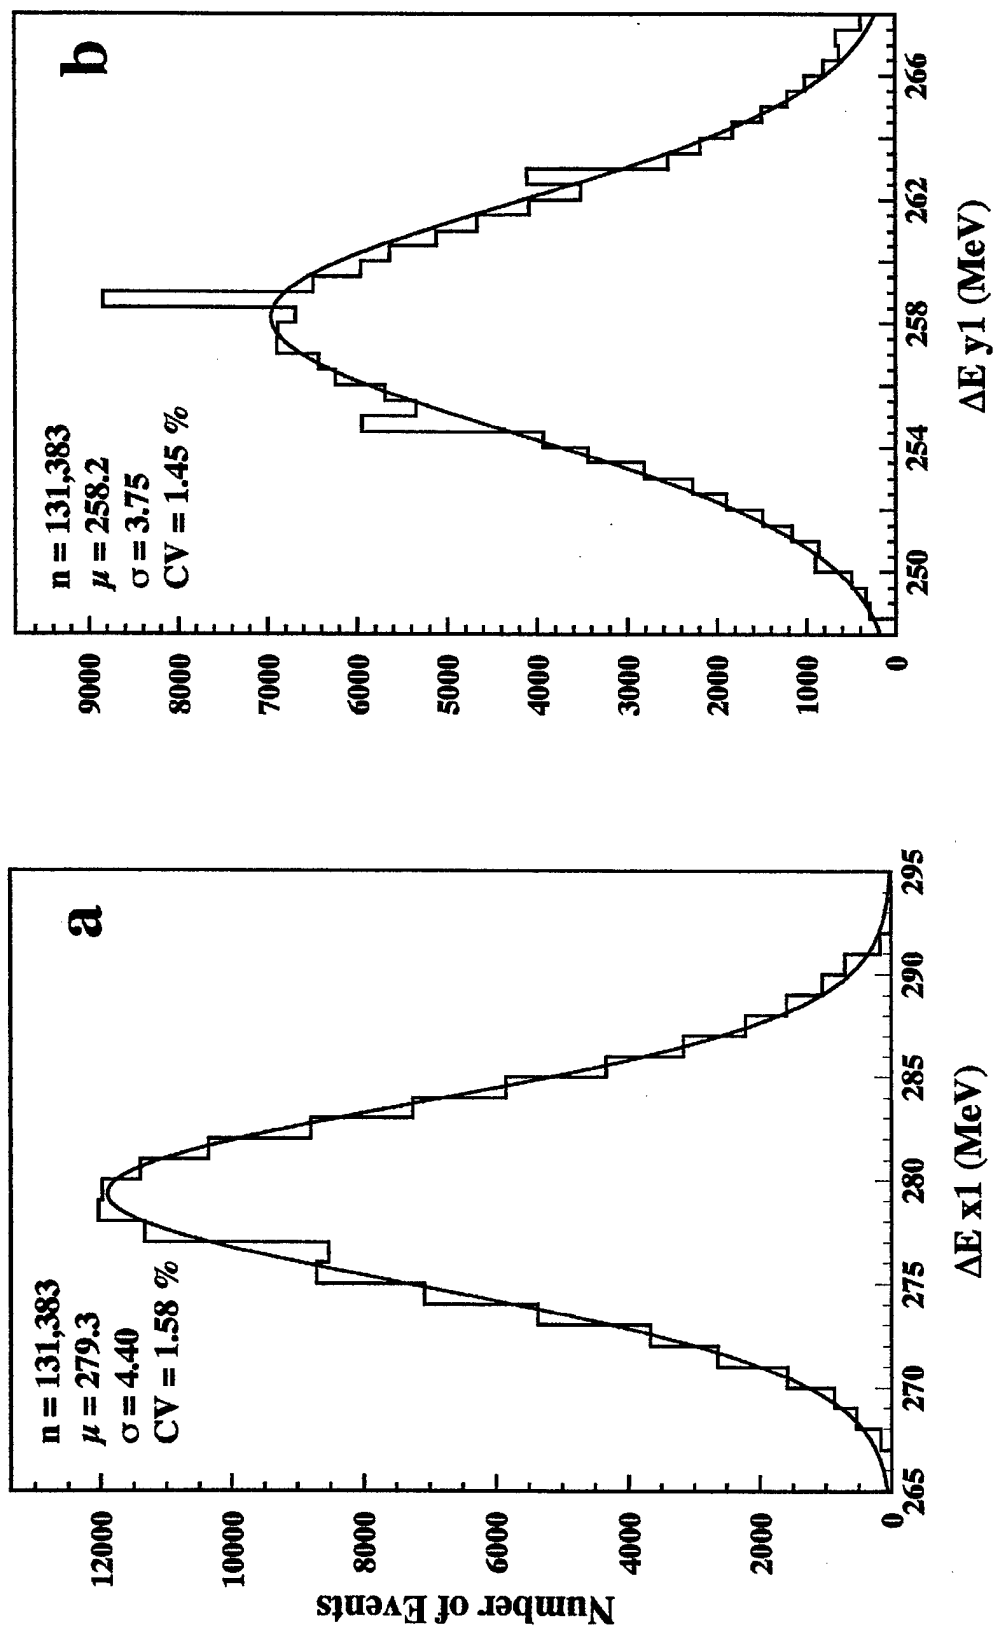 a
n = 131,383
μ = 279.3
σ = 4.40
CV = 1.58 %
Number of Events
12000
10000
8000
6000
4000
2000
0
265
270
275
280
285
290
295
ΔE x1 (MeV)
b
n = 131,383
μ = 258.2
σ = 3.75
CV = 1.45 %
9000
8000
7000
6000
5000
4000
3000
2000
1000
0
250
254
258
262
266
ΔE y1 (MeV)